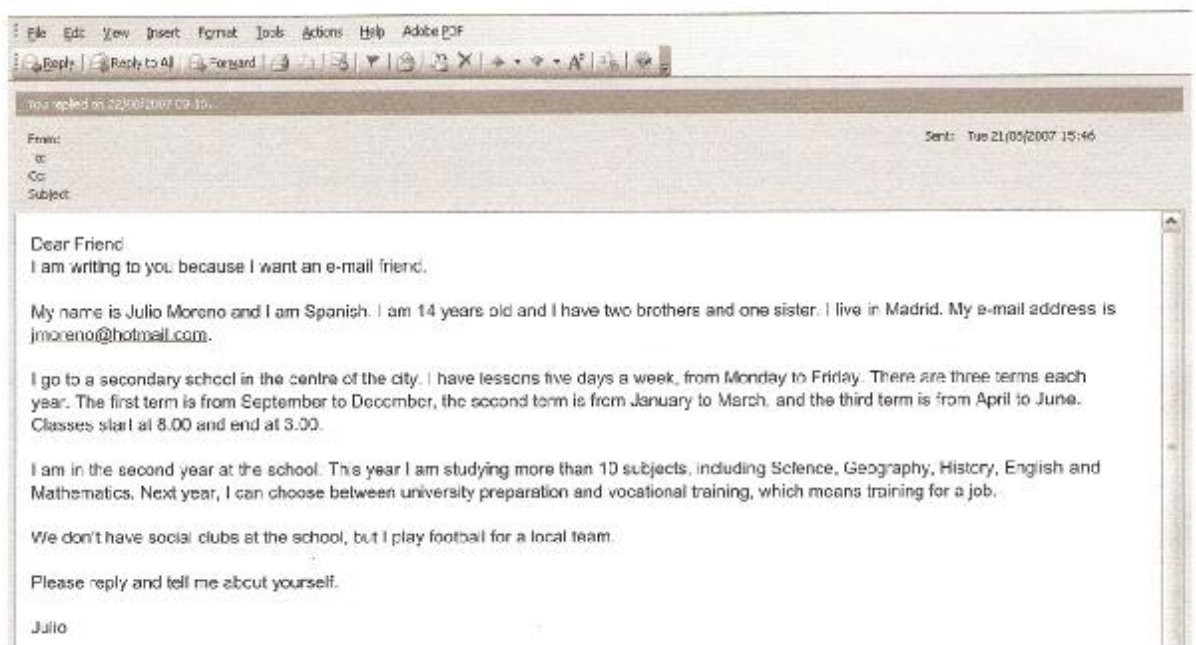 File Edit View Insert Format Tools Actions Help Adobe PDF
Reply Reply to All Forward
You replied on
From: Sent: Tue 21/05/2007 15:46
Cc:
Subject:
Dear Friend
I am writing to you because I want an e-mail friend.
My name is Julio Moreno and I am Spanish. I am 14 years old and I have two brothers and one sister. I live in Madrid. My e-mail address is
jmoreno@hotmail.com.
I go to a secondary school in the centre of the city. I have lessons five days a week, from Monday to Friday. There are three terms each
year. The first term is from September to December, the second term is from January to March, and the third term is from April to June.
Classes start at 8.00 and end at 3.00.
I am in the second year at the school. This year I am studying more than 10 subjects, including Science, Geography, History, English and
Mathematics. Next year, I can choose between university preparation and vocational training, which means training for a job.
We don't have social clubs at the school, but I play football for a local team.
Please reply and tell me about yourself.
Julio